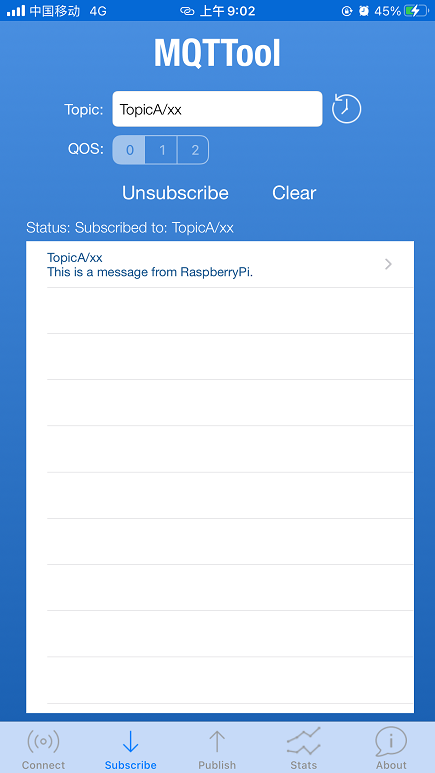 中国移动 4G 上午 9:02 45%
MQTTool
Topic: TopicA/xx
QOS: 0 1 2
Unsubscribe Clear
Status: Subscribed to: TopicA/xx
TopicA/xx
This is a message from RaspberryPi.
Connect Subscribe Publish Stats About